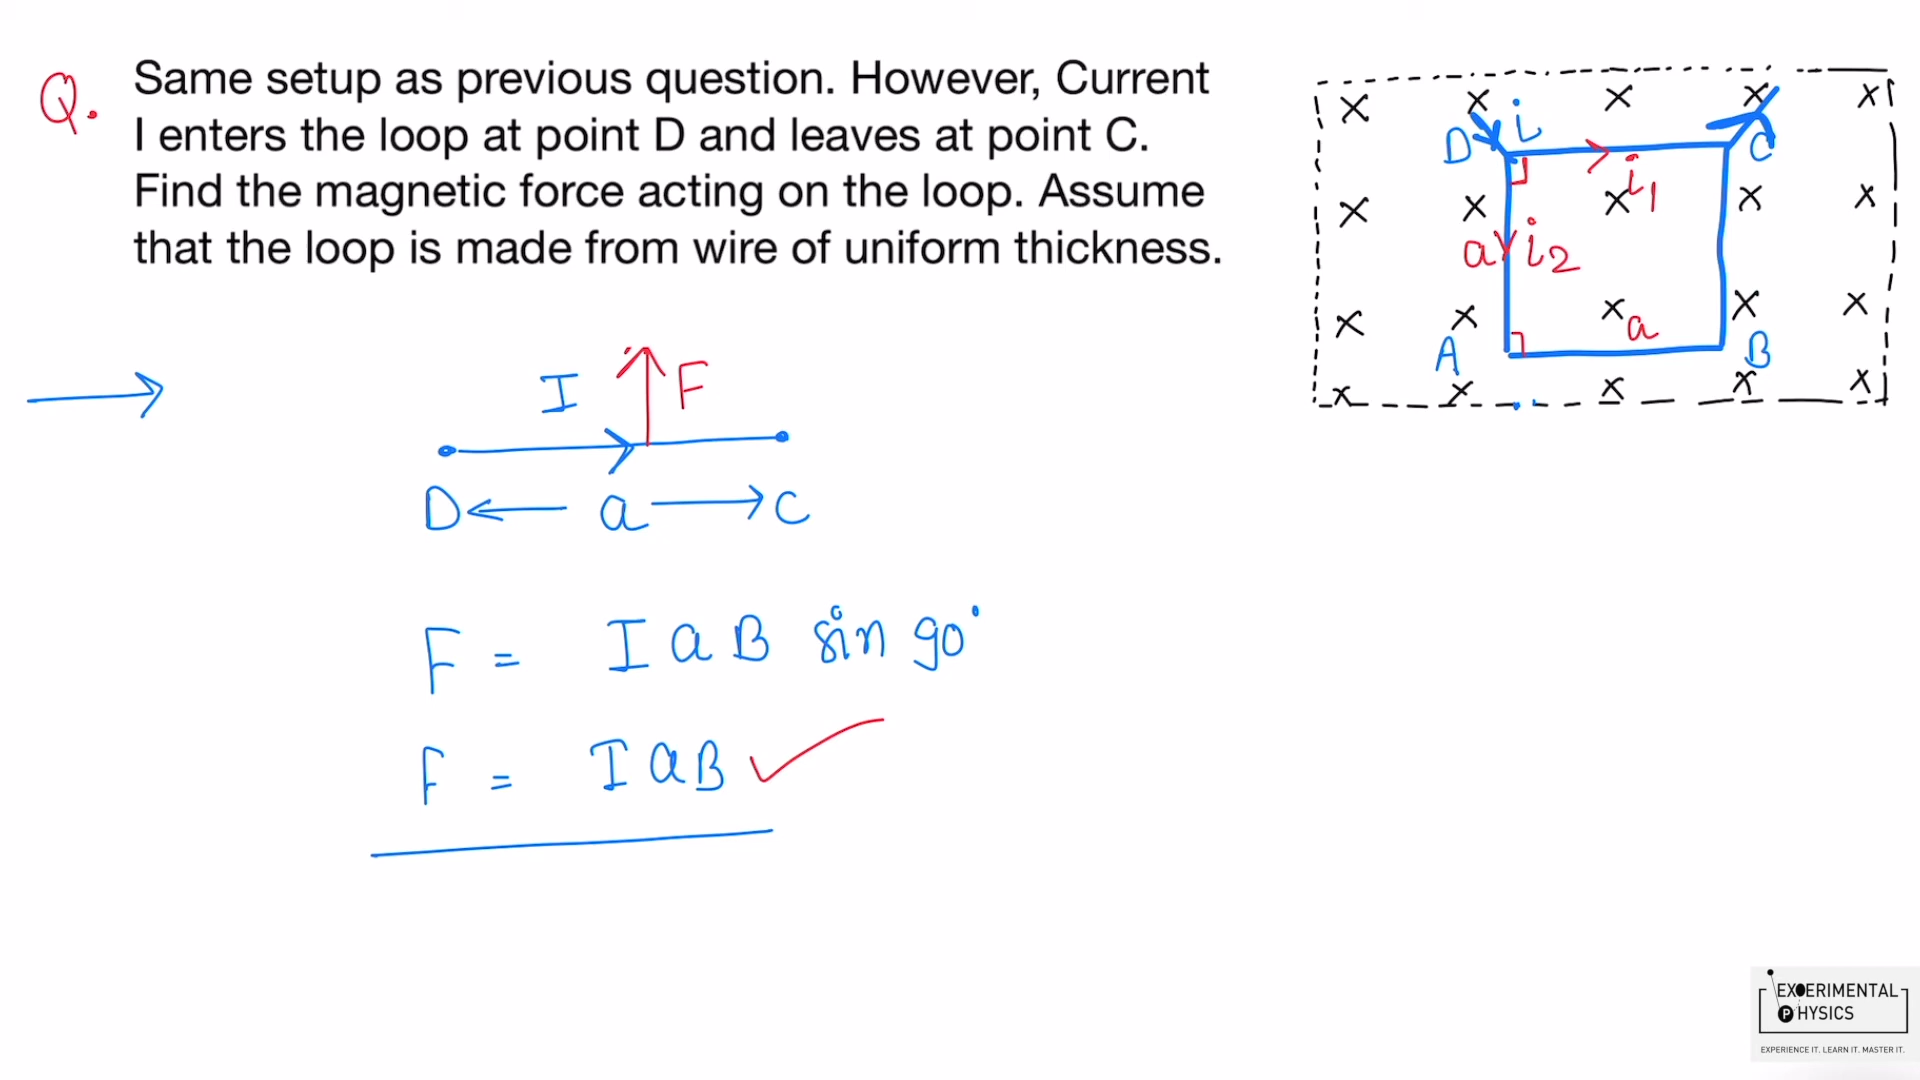 Q. Same setup as previous question. However, Current
I enters the loop at point D and leaves at point C.
Find the magnetic force acting on the loop. Assume
that the loop is made from wire of uniform thickness.
x x x x x
D i C
i1
x x x x x
a i2
x x x x x
a
A B
x x x x x
I F
D a C
F = I a B sin 90°
F = I a B
EXPERIMENTAL
PHYSICS
EXPERIENCE IT. LEARN IT. MASTER IT.